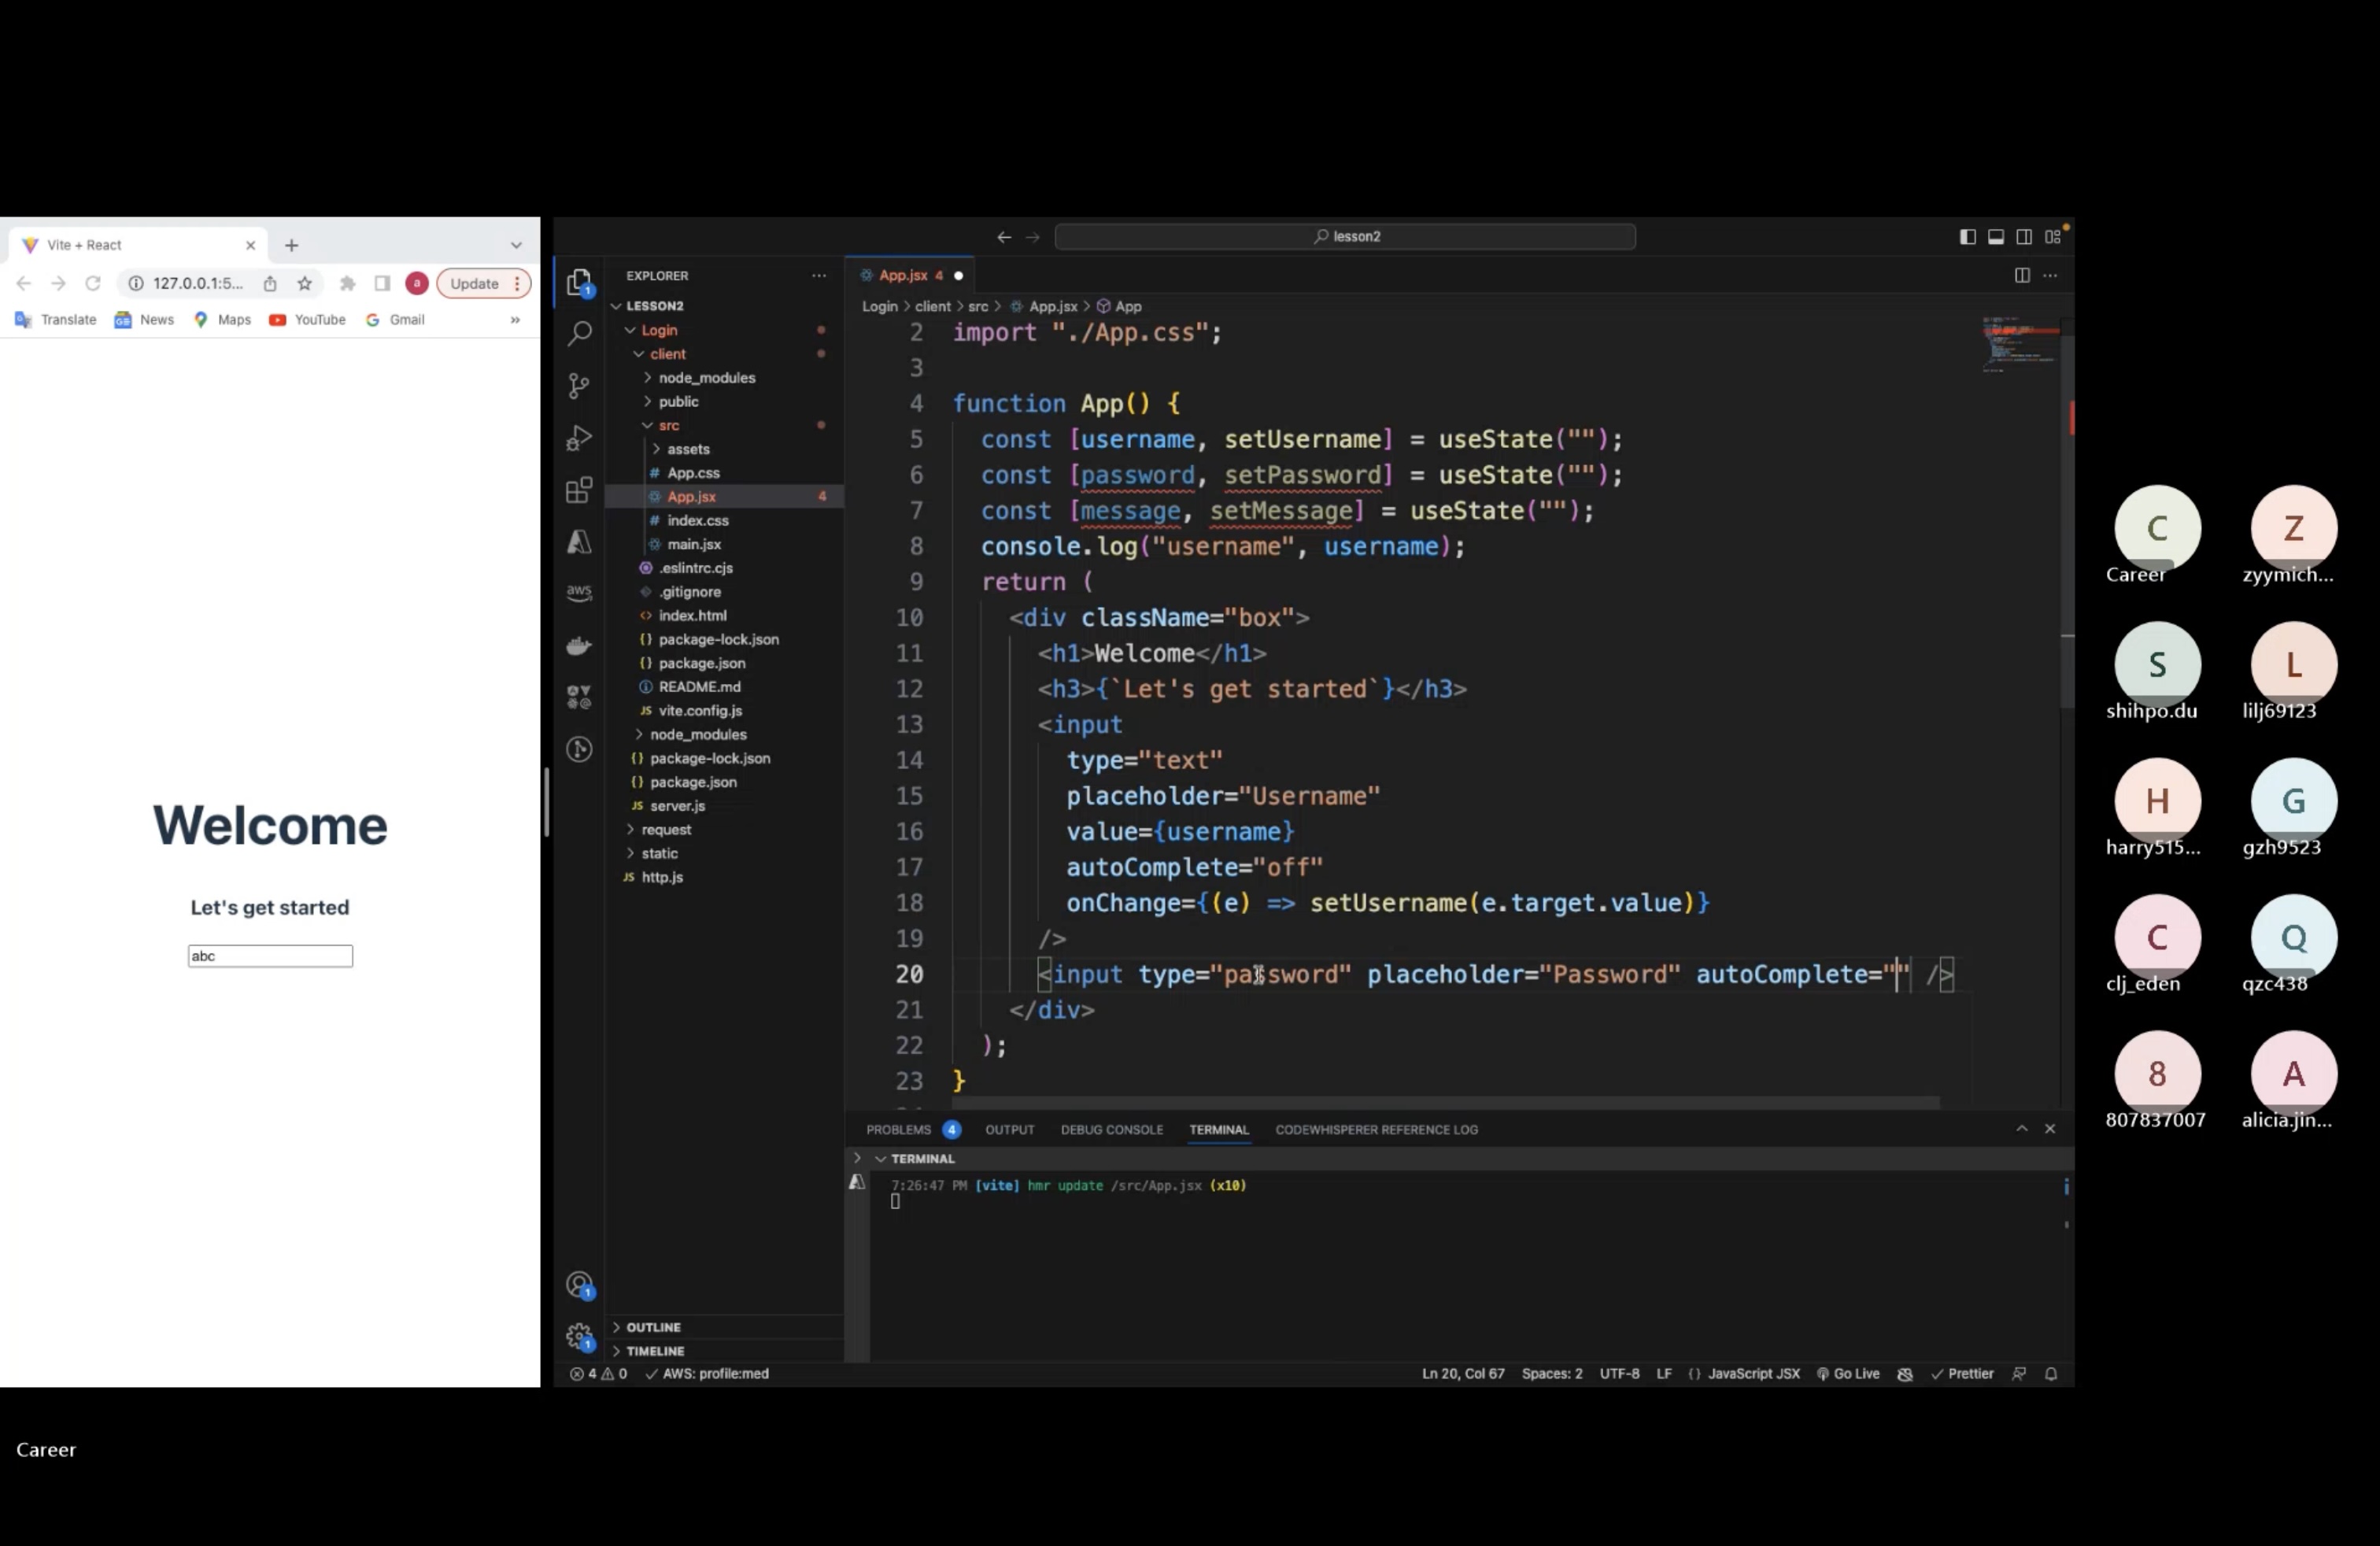 Vite + React
127.0.0.1:5...
a
Update
Translate
News
Maps
YouTube
Gmail
»
Welcome
Let's get started
abc
lesson2
EXPLORER
LESSON2
Login
client
node_modules
public
src
assets
# App.css
App.jsx 4
# index.css
main.jsx
.eslintrc.cjs
.gitignore
<> index.html
{} package-lock.json
{} package.json
README.md
JS vite.config.js
node_modules
{} package-lock.json
{} package.json
JS server.js
request
static
JS http.js
OUTLINE
TIMELINE
1
aws
1
1
App.jsx 4
Login > client > src > App.jsx > App
2 import "./App.css";
3
4 function App() {
5 const [username, setUsername] = useState("");
6 const [password, setPassword] = useState("");
7 const [message, setMessage] = useState("");
8 console.log("username", username);
9 return (
10 <div className="box">
11 <h1>Welcome</h1>
12 <h3>{`Let's get started`}</h3>
13 <input
14 type="text"
15 placeholder="Username"
16 value={username}
17 autoComplete="off"
18 onChange={(e) => setUsername(e.target.value)}
19 />
20 <input type="password" placeholder="Password" autoComplete="" />
21 </div>
22 );
23 }
PROBLEMS 4 OUTPUT DEBUG CONSOLE TERMINAL CODEWHISPERER REFERENCE LOG
TERMINAL
7:26:47 PM [vite] hmr update /src/App.jsx (x10)
4 0 AWS: profile:med
Ln 20, Col 67 Spaces: 2 UTF-8 LF {} JavaScript JSX Go Live Prettier
C Z
Career zyymich...
S L
shihpo.du lilj69123
H G
harry515... gzh9523
C Q
clj_eden qzc438
8 A
807837007 alicia.jin...
Career